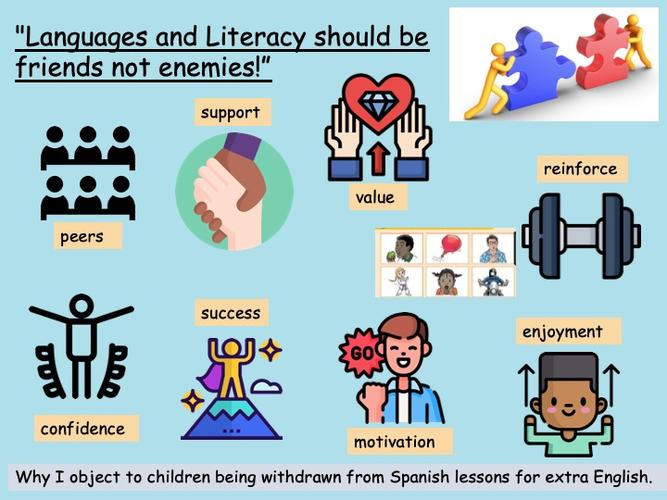 "Languages and Literacy should be
friends not enemies!”
support
value
reinforce
peers
success
enjoyment
GO
confidence
motivation
Why I object to children being withdrawn from Spanish lessons for extra English.